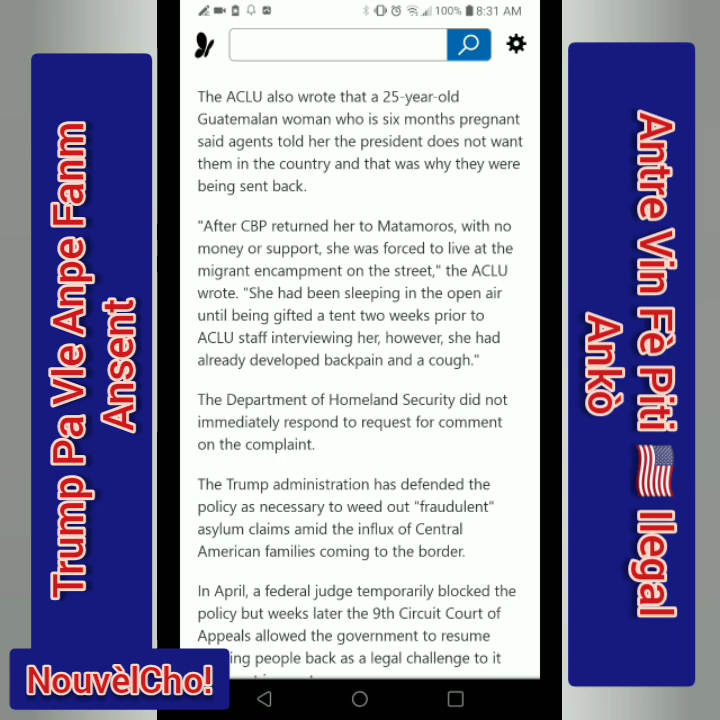 100% 8:31 AM
The ACLU also wrote that a 25-year-old
Guatemalan woman who is six months pregnant
said agents told her the president does not want
them in the country and that was why they were
being sent back.
"After CBP returned her to Matamoros, with no
money or support, she was forced to live at the
migrant encampment on the street," the ACLU
wrote. "She had been sleeping in the open air
until being gifted a tent two weeks prior to
ACLU staff interviewing her, however, she had
already developed backpain and a cough."
The Department of Homeland Security did not
immediately respond to request for comment
on the complaint.
The Trump administration has defended the
policy as necessary to weed out "fraudulent"
asylum claims amid the influx of Central
American families coming to the border.
In April, a federal judge temporarily blocked the
policy but weeks later the 9th Circuit Court of
Appeals allowed the government to resume
people back as a legal challenge to it
Trump Pa Vle Anpe Fanm
Ansent
Antre Vin Fè Piti 🇺🇸 Ilegal
Ankò
NouvèlCho!